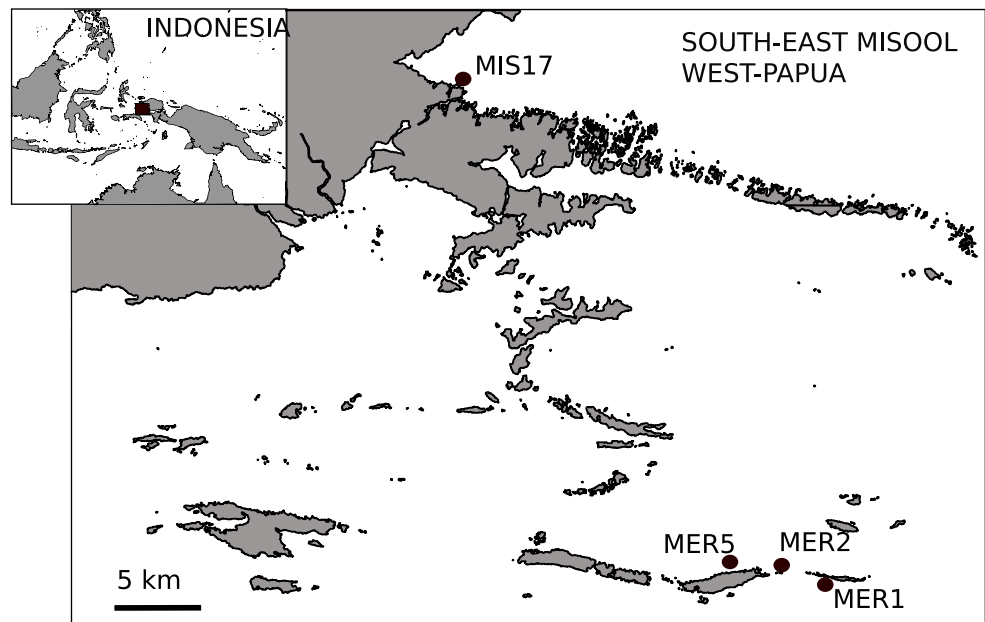 INDONESIA
SOUTH-EAST MISOOL
WEST-PAPUA
MIS17
MER5
MER2
MER1
5 km